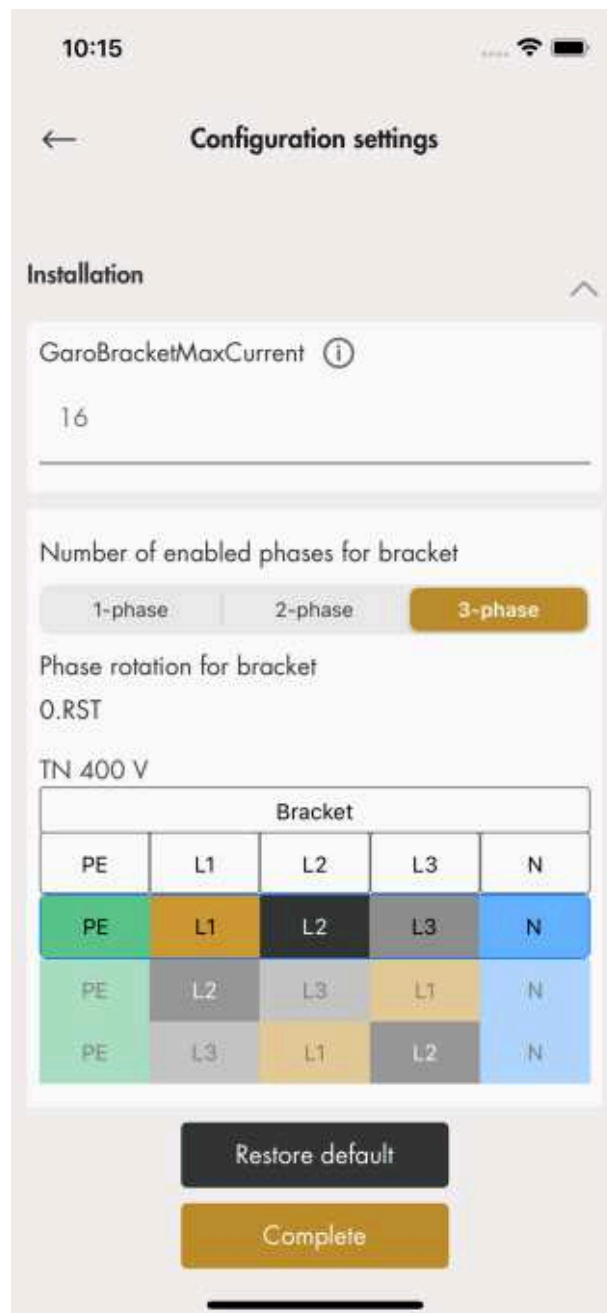 10:15
Configuration settings
Installation
GaroBracketMaxCurrent
16
Number of enabled phases for bracket
1-phase 2-phase 3-phase
Phase rotation for bracket
0.RST
TN 400 V
Bracket
PE L1 L2 L3 N
PE L1 L2 L3 N
PE L2 L3 L1 N
PE L3 L1 L2 N
Restore default
Complete